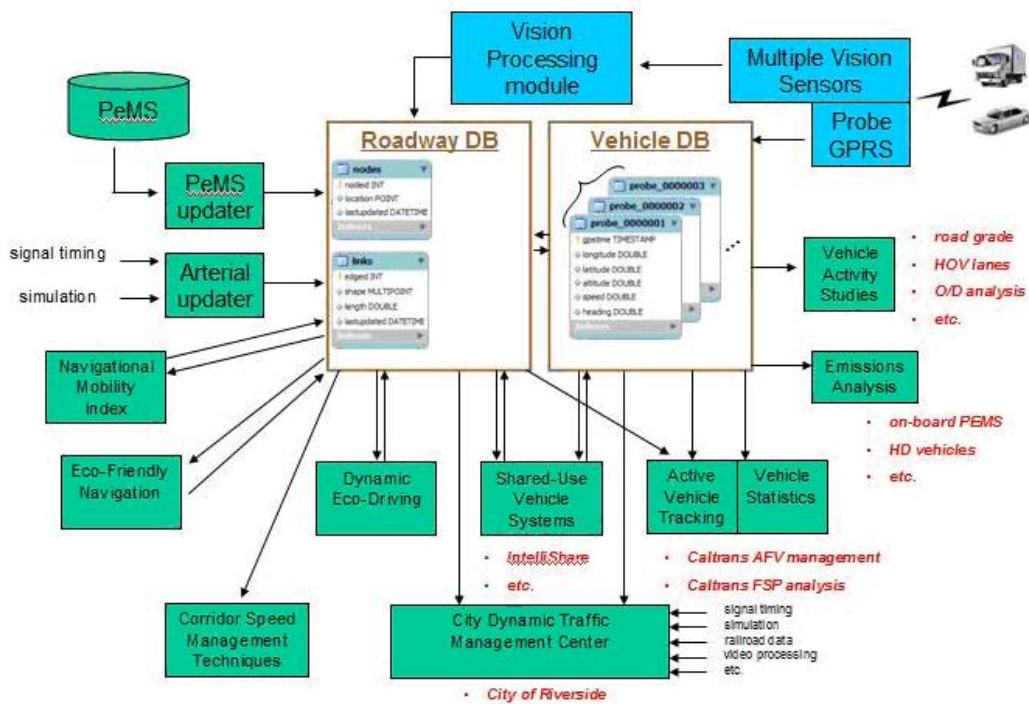 Vision
Processing
module
Multiple Vision
Sensors
Probe
GPRS
PeMS
PeMS
updater
signal timing
simulation
Arterial
updater
Roadway DB
nodes
nodeid INT
location POINT
lastupdated DATETIME
Indexes
links
edgeid INT
shape MULTIPOINT
length DOUBLE
lastupdated DATETIME
Indexes
Vehicle DB
probe_0000003
probe_0000002
probe_0000001
gpstime TIMESTAMP
longitude DOUBLE
latitude DOUBLE
altitude DOUBLE
speed DOUBLE
heading DOUBLE
Indexes
...
Vehicle
Activity
Studies
• road grade
• HOV lanes
• O/D analysis
• etc.
Navigational
Mobility
Index
Emissions
Analysis
• on-board PEMS
• HD vehicles
• etc.
Eco-Friendly
Navigation
Dynamic
Eco-Driving
Shared-Use
Vehicle
Systems
• IntelliShare
• etc.
Active
Vehicle
Tracking
Vehicle
Statistics
• Caltrans AFV management
• Caltrans FSP analysis
Corridor Speed
Management
Techniques
City Dynamic Traffic
Management Center
signal timing
simulation
railroad data
video processing
etc.
• City of Riverside